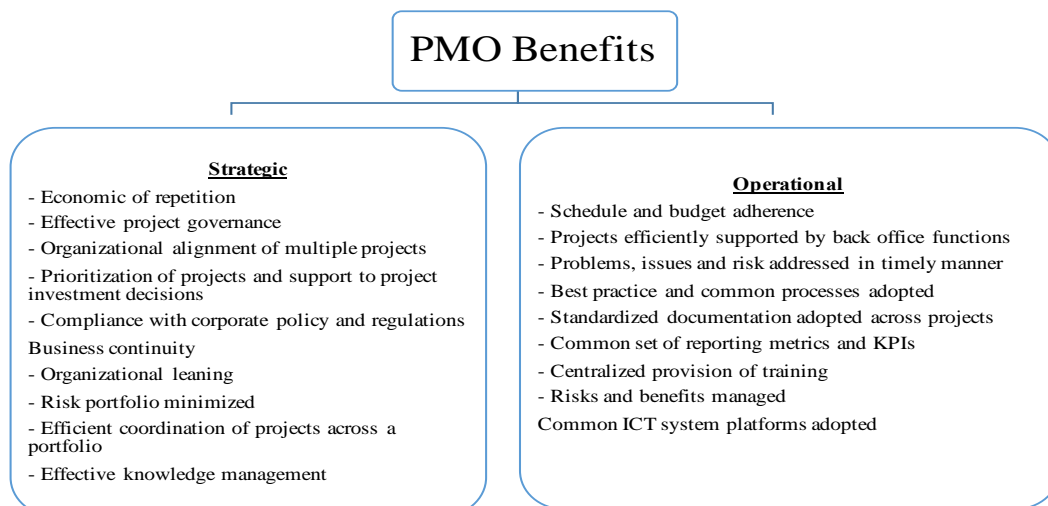 PMO Benefits
Strategic
- Economic of repetition
- Effective project governance
- Organizational alignment of multiple projects
- Prioritization of projects and support to project
investment decisions
- Compliance with corporate policy and regulations
Business continuity
- Organizational leaning
- Risk portfolio minimized
- Efficient coordination of projects across a
portfolio
- Effective knowledge management
Operational
- Schedule and budget adherence
- Projects efficiently supported by back office functions
- Problems, issues and risk addressed in timely manner
- Best practice and common processes adopted
- Standardized documentation adopted across projects
- Common set of reporting metrics and KPIs
- Centralized provision of training
- Risks and benefits managed
Common ICT system platforms adopted